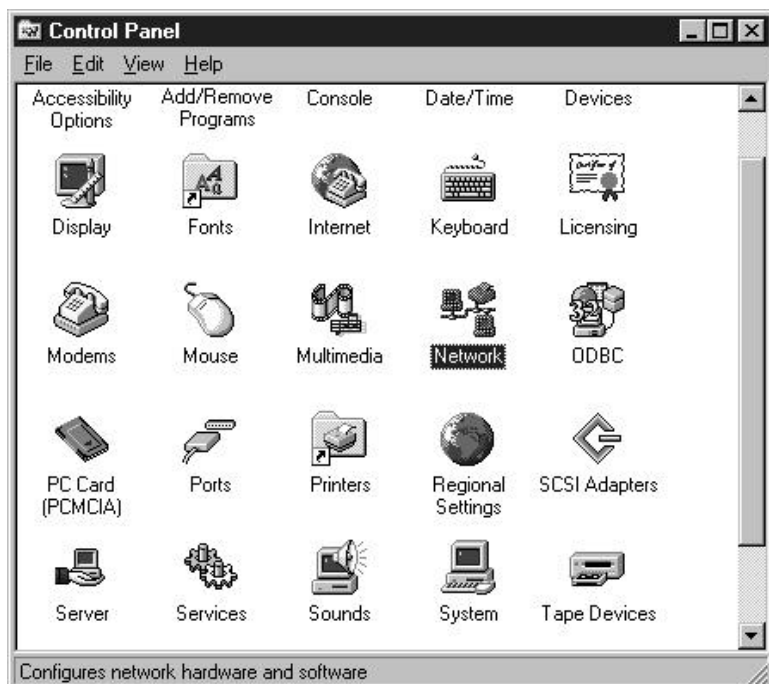 Control Panel
File Edit View Help
Accessibility Options
Add/Remove Programs
Console
Date/Time
Devices
Display
Fonts
Internet
Keyboard
Licensing
Modems
Mouse
Multimedia
Network
32
ODBC
PC Card (PCMCIA)
Ports
Printers
Regional Settings
SCSI Adapters
Server
Services
Sounds
System
Tape Devices
Configures network hardware and software